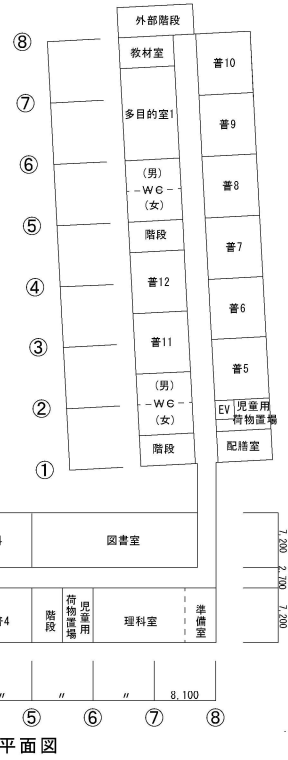 外部階段
⑧
教材室
普10
⑦
多目的室1
普9
⑥
(男)
WC
(女)
普8
⑤
階段
普7
④
普12
普6
③
普11
普5
(男)
WC
(女)
②
EV
児童用
荷物置場
階段
配膳室
①
図書室
7,200
2,700
7,200
階段
児童用
荷物置場
理科室
準備室
〃
〃
〃
8,100
⑤
⑥
⑦
⑧
平面図